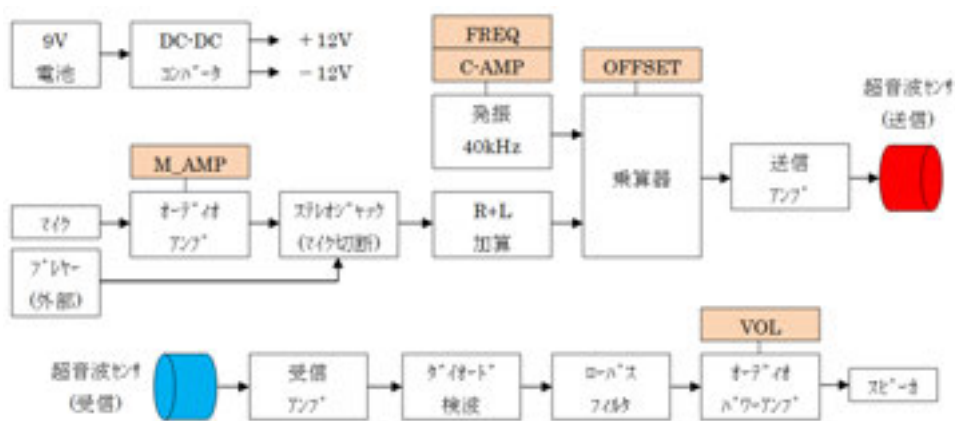 9V
電池
DC-DC
ｺﾝﾊﾞｰﾀ
+12V
-12V
FREQ
C-AMP
発振
40kHz
OFFSET
乗算器
送信
ｱﾝﾌﾟ
超音波ｾﾝｻ
(送信)
M_AMP
ﾏｲｸ
ｵｰﾃﾞｨｵ
ｱﾝﾌﾟ
ｽﾃﾚｵｼﾞｬｯｸ
(ﾏｲｸ切断)
R+L
加算
ﾌﾟﾚﾔｰ
(外部)
超音波ｾﾝｻ
(受信)
受信
ｱﾝﾌﾟ
ﾀﾞｲｵｰﾄﾞ
検波
ﾛｰﾊﾟｽ
ﾌｨﾙﾀ
VOL
ｵｰﾃﾞｨｵ
ﾊﾟﾜｰｱﾝﾌﾟ
ｽﾋﾟｰｶ